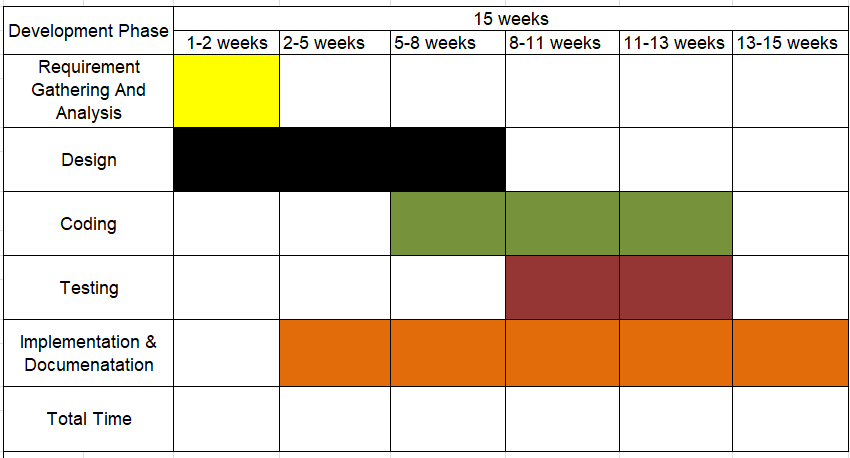 Development Phase
15 weeks
1-2 weeks 2-5 weeks 5-8 weeks 8-11 weeks 11-13 weeks 13-15 weeks
Requirement
Gathering And
Analysis
Design
Coding
Testing
Implementation &
Documenatation
Total Time